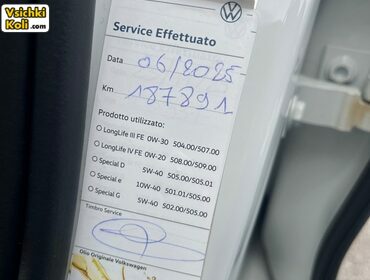 Vsichki
Koli.com
Service Effettuato
Data 06/2025
Km 187891
Prodotto utilizzato:
LongLife III FE 0W-30 504.00/507.00
LongLife IV FE 0W-20 508.00/509.00
Special D 5W-40 505.00/505.01
Special e 10W-40 501.01/505.00
Special G 5W-40 502.00/505.00
Timbro Service
Olio Originale Volkswagen